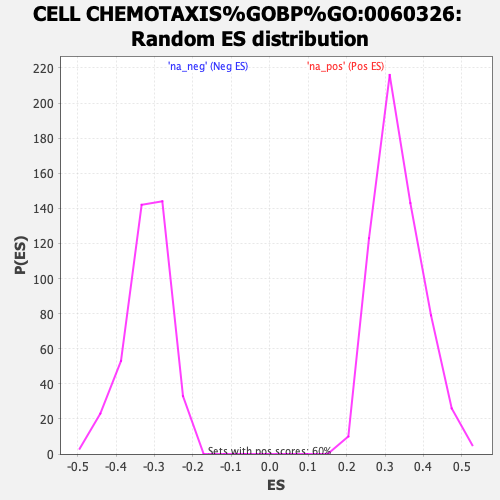 CELL CHEMOTAXIS%GOBP%GO:0060326:
Random ES distribution
'na_neg' (Neg ES)
'na_pos' (Pos ES)
220
200
180
160
140
120
100
80
60
40
20
0
P(ES)
Sets with pos scores: 60%
-0.5 -0.4 -0.3 -0.2 -0.1 0.0 0.1 0.2 0.3 0.4 0.5
ES